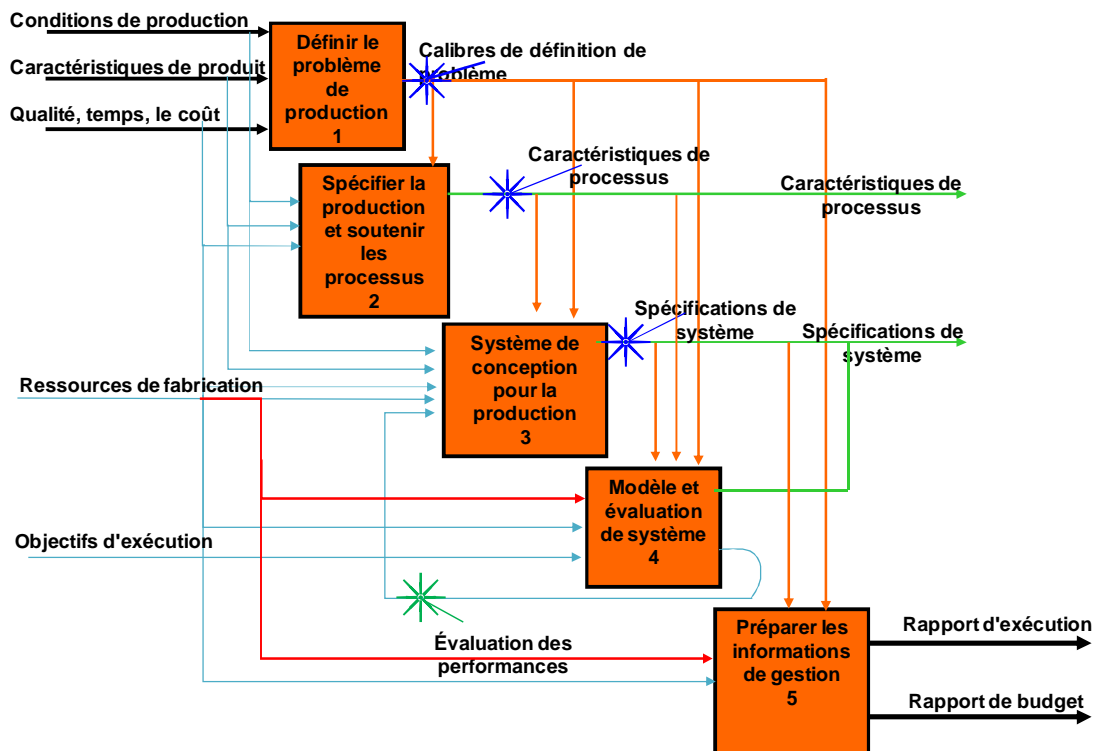 Conditions de production
Caractéristiques de produit
Qualité, temps, le coût
Définir le
problème
de
production
1
Calibres de définition de
problème
Spécifier la
production
et soutenir
les
processus
2
Caractéristiques de
processus
Caractéristiques de
processus
Système de
conception
pour la
production
3
Spécifications de
système
Spécifications de
système
Ressources de fabrication
Modèle et
évaluation
de système
4
Objectifs d'exécution
Évaluation des
performances
Préparer les
informations
de gestion
5
Rapport d'exécution
Rapport de budget